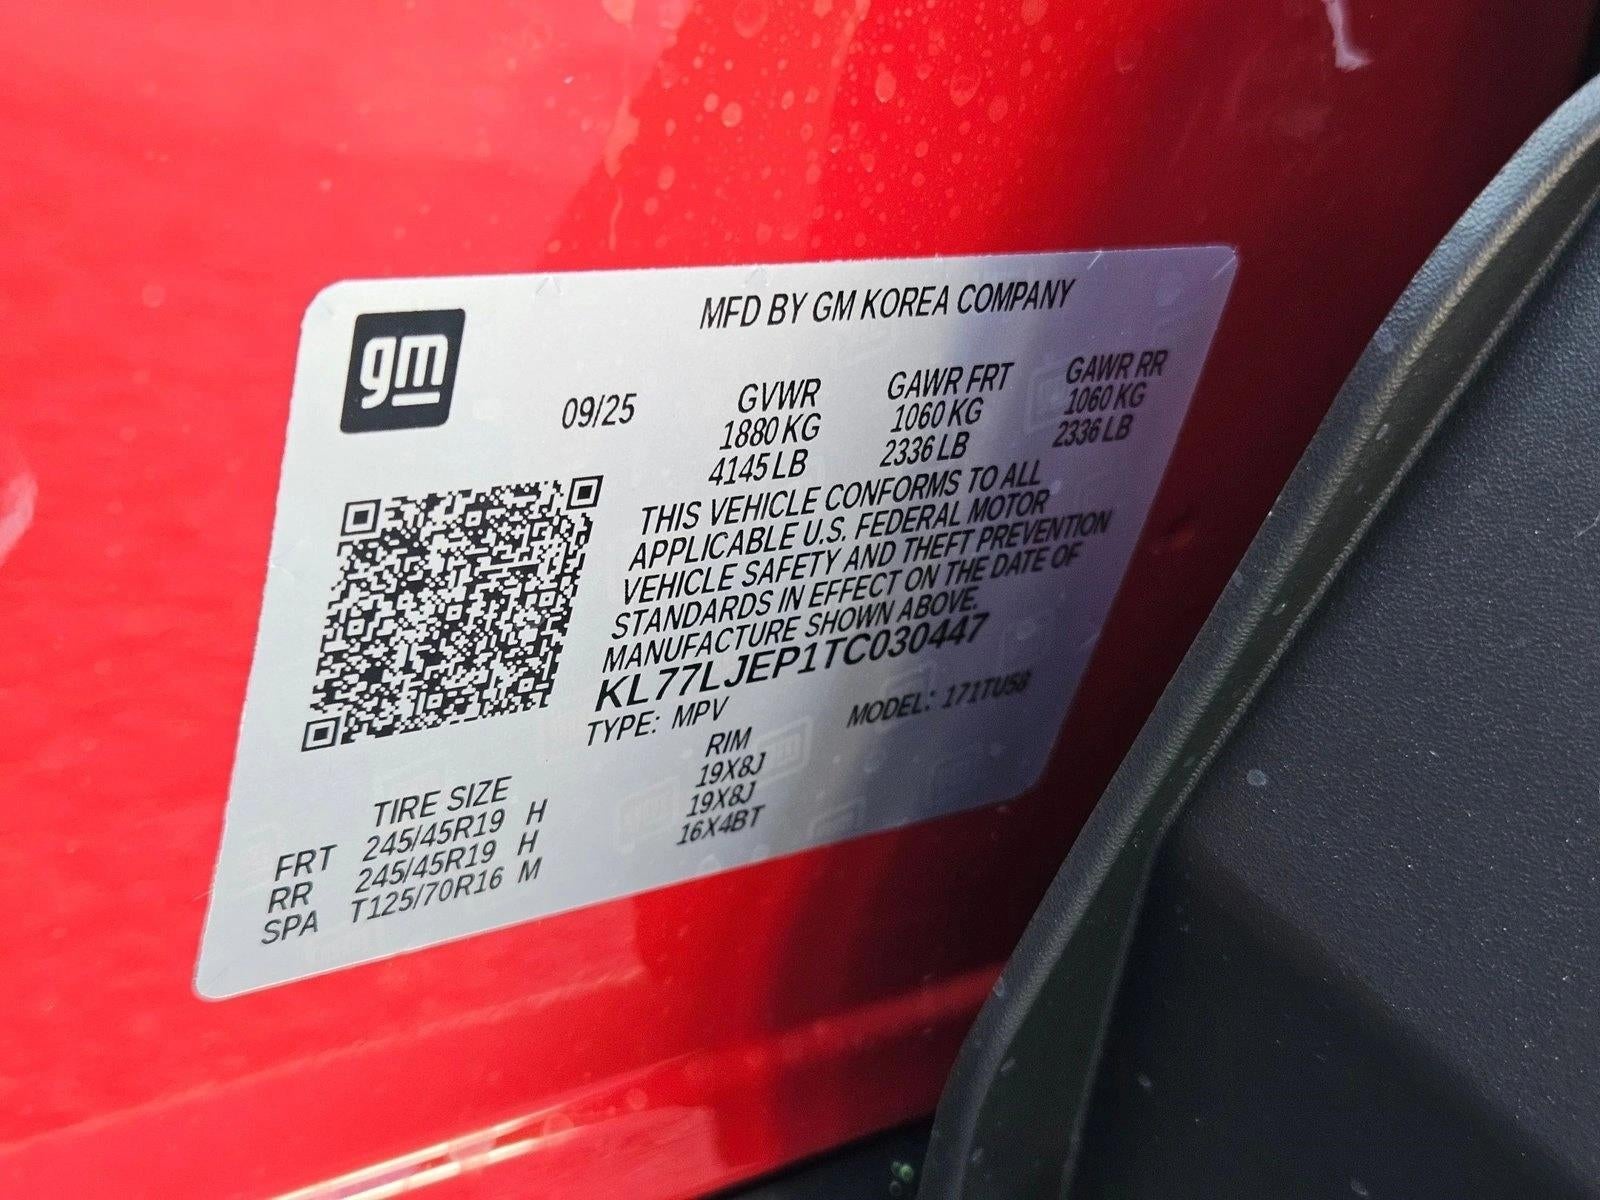 gm
MFD BY GM KOREA COMPANY
09/25 GVWR GAWR FRT GAWR RR
1880 KG 1060 KG 1060 KG
4145 LB 2336 LB 2336 LB
THIS VEHICLE CONFORMS TO ALL
APPLICABLE U.S. FEDERAL MOTOR
VEHICLE SAFETY AND THEFT PREVENTION
STANDARDS IN EFFECT ON THE DATE OF
MANUFACTURE SHOWN ABOVE.
KL77LJEP1TC030447
TYPE: MPV MODEL: 171TU58
TIRE SIZE RIM
FRT 245/45R19 H 19X8J
RR 245/45R19 H 19X8J
SPA T125/70R16 M 16X4BT